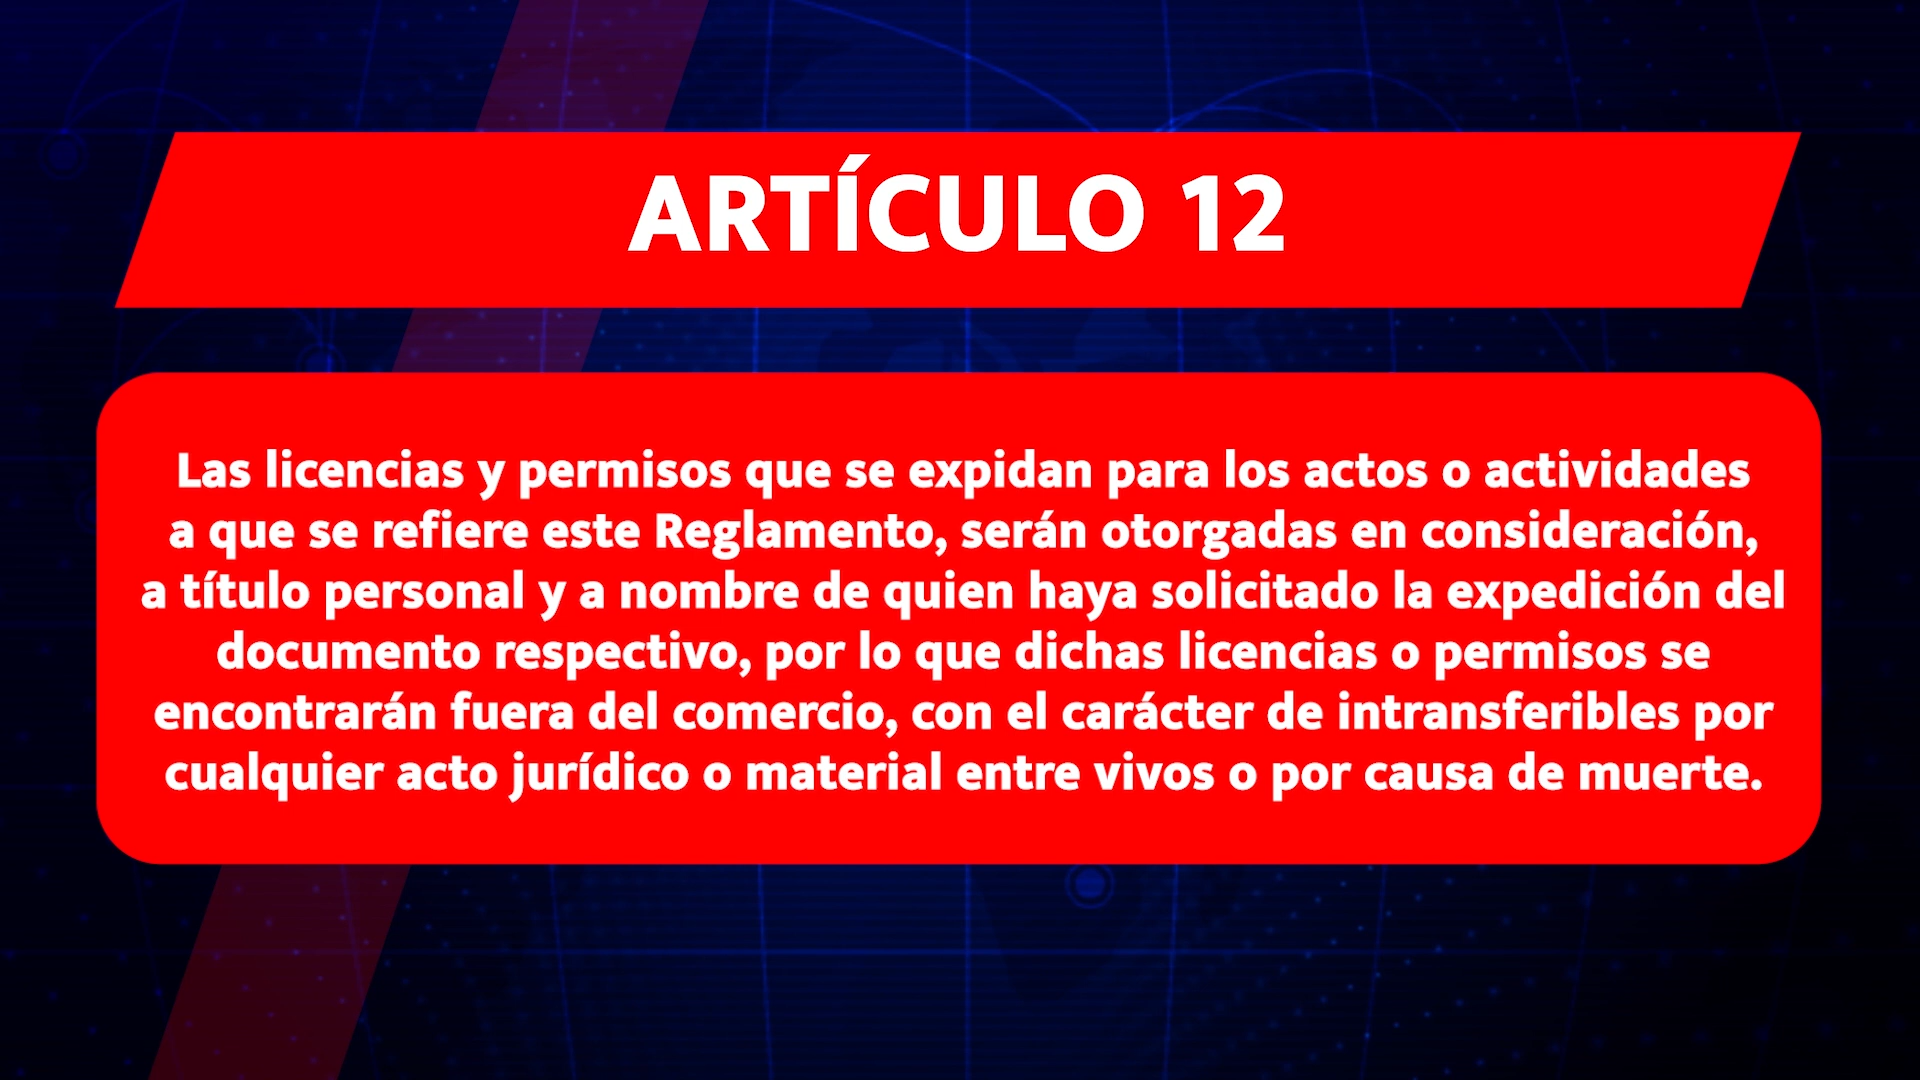 ARTÍCULO 12
Las licencias y permisos que se expidan para los actos o actividades
a que se refiere este Reglamento, serán otorgadas en consideración,
a título personal y a nombre de quien haya solicitado la expedición del
documento respectivo, por lo que dichas licencias o permisos se
encontrarán fuera del comercio, con el carácter de intransferibles por
cualquier acto jurídico o material entre vivos o por causa de muerte.